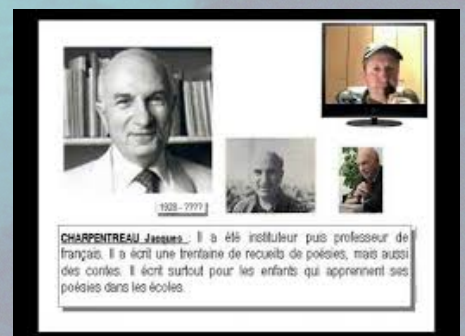 1928 - ????
CHARPENTREAU Jacques : Il a été instituteur puis professeur de
français. Il a écrit une trentaine de recueils de poésies, mais aussi
des contes. Il écrit surtout pour les enfants qui apprennent ses
poésies dans les écoles.